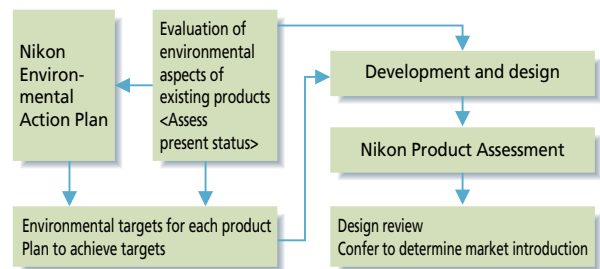 Nikon
Environ-
mental
Action Plan
Evaluation of
environmental
aspects of
existing products
<Assess
present status>
Development and design
Nikon Product Assessment
Environmental targets for each product
Plan to achieve targets
Design review
Confer to determine market introduction